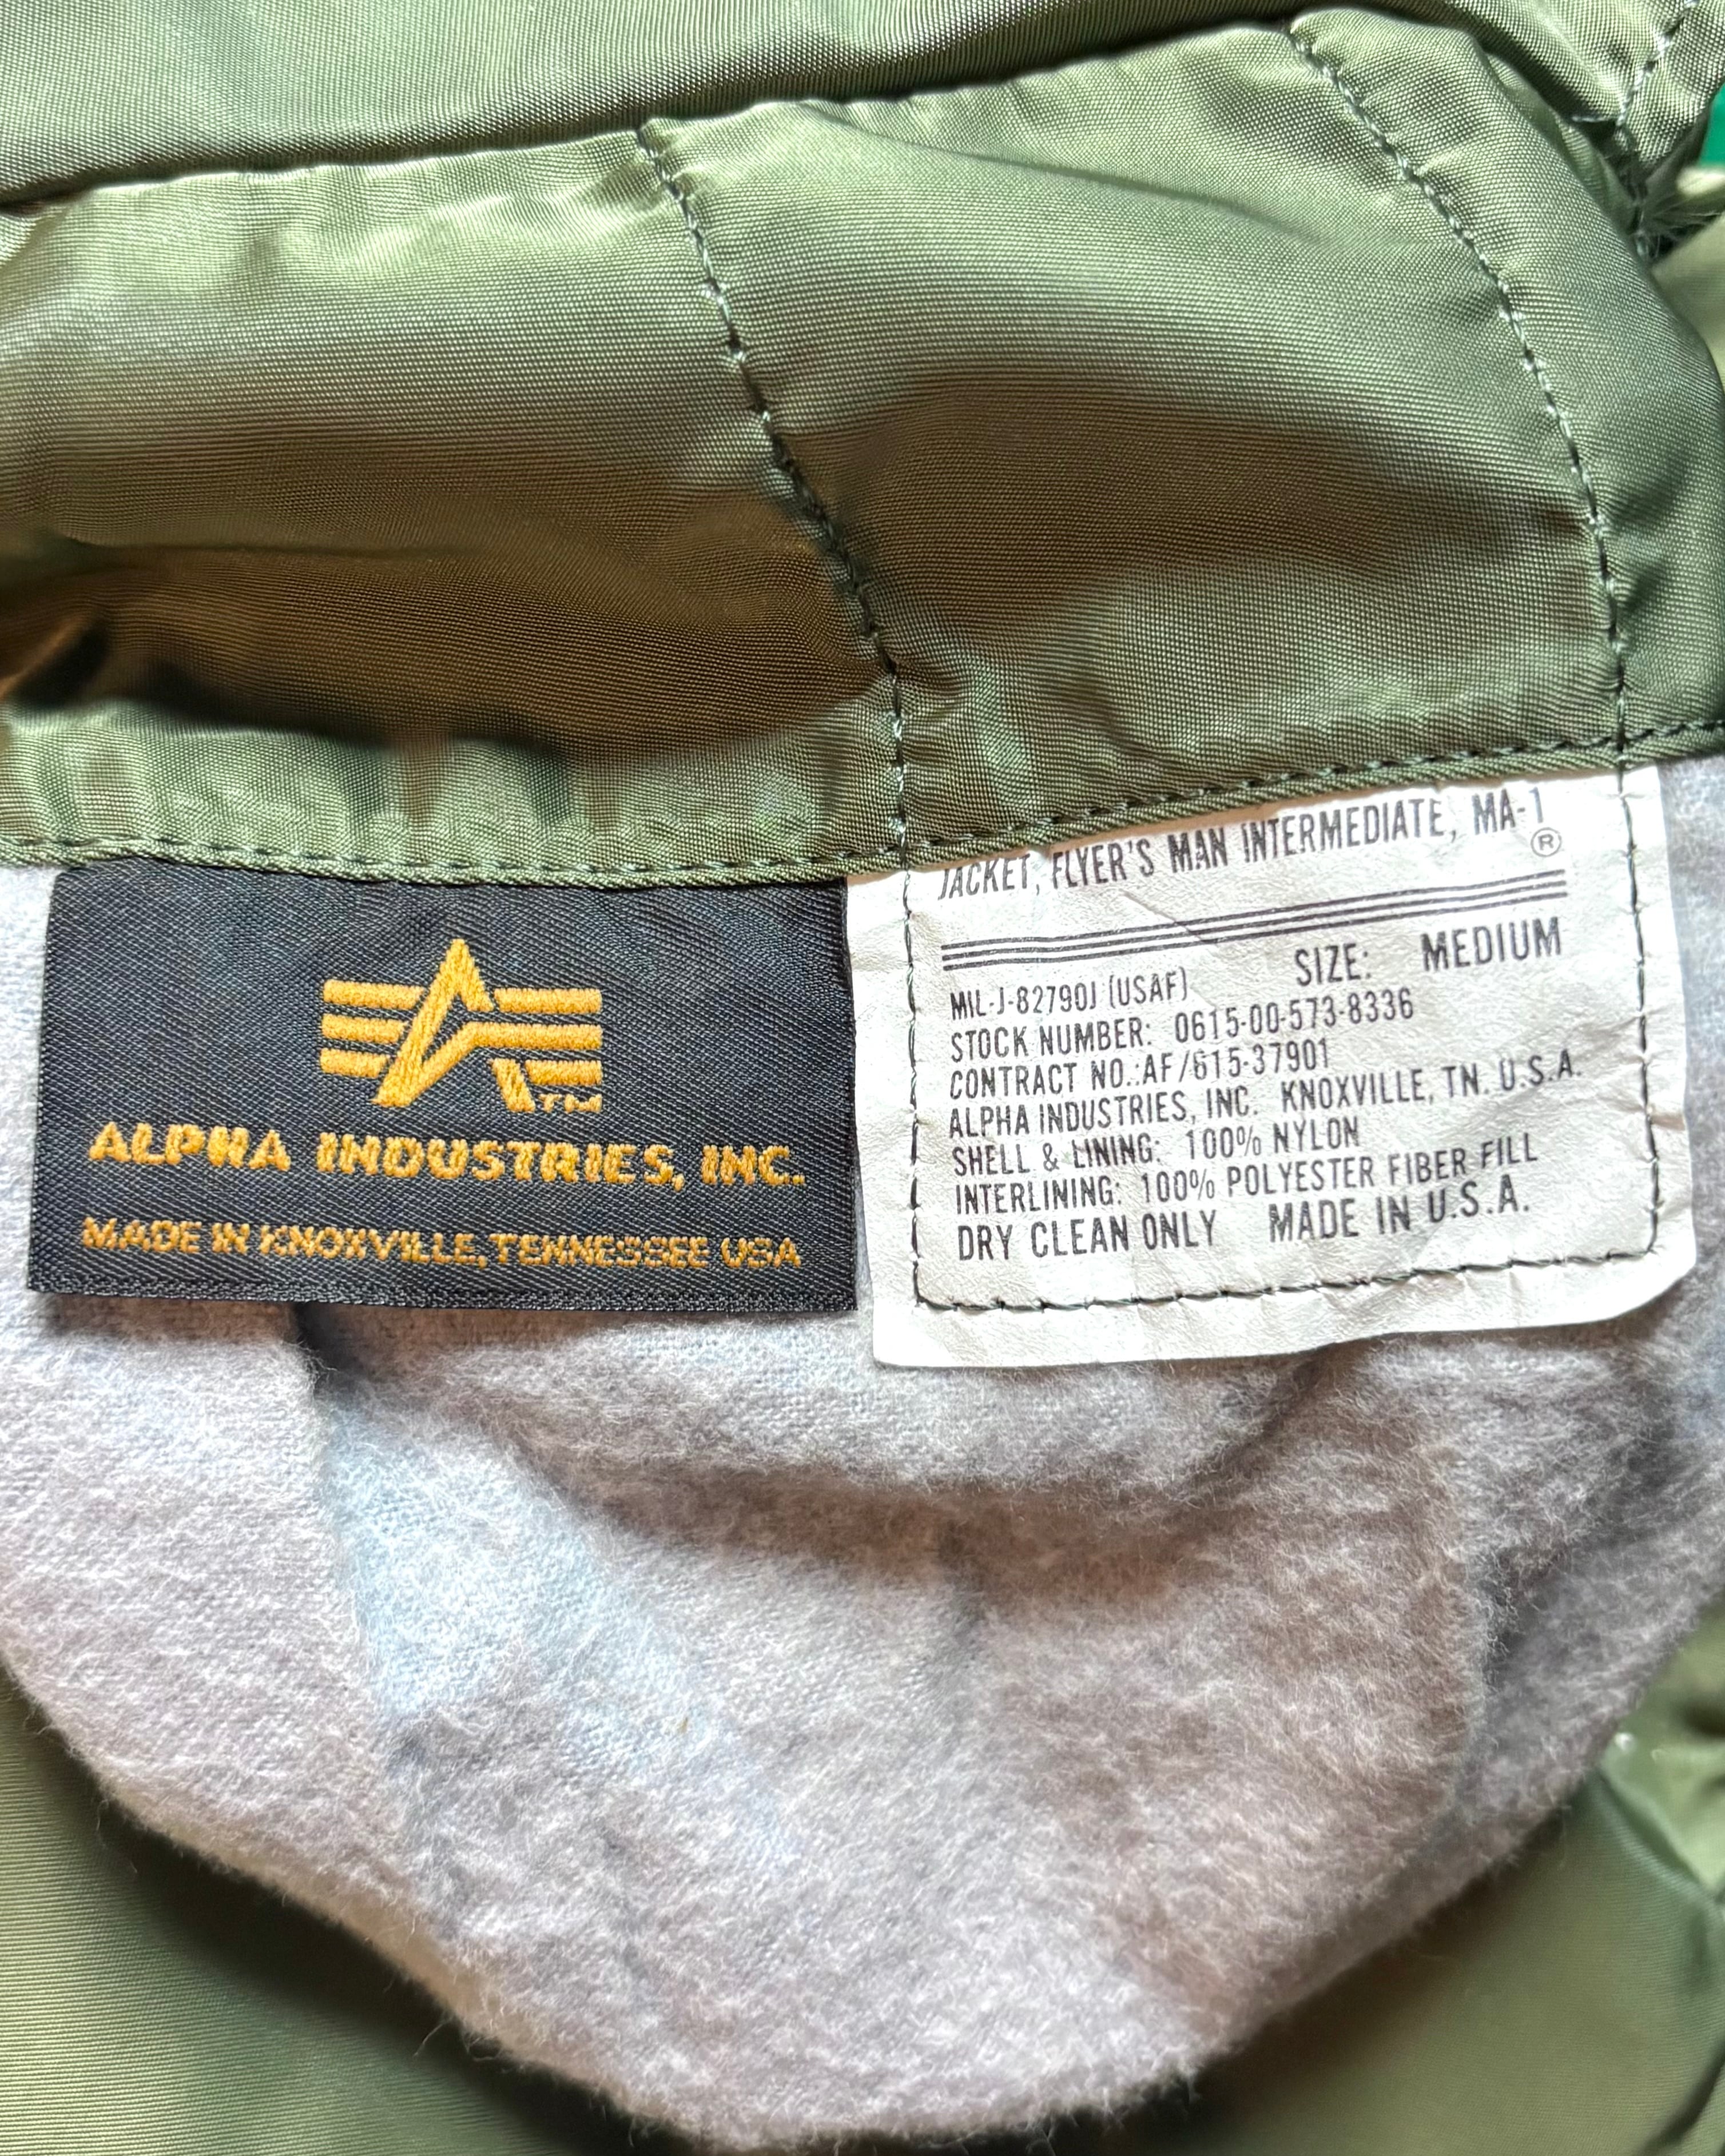 TM
ALPHA INDUSTRIES, INC.
MADE IN KNOXVILLE, TENNESSEE USA
JACKET, FLYER'S MAN INTERMEDIATE, MA-1
®
SIZE: MEDIUM
MIL-J-82790J (USAF)
STOCK NUMBER: 0615-00-573-8336
CONTRACT NO.:AF/615-37901
ALPHA INDUSTRIES, INC. KNOXVILLE, TN. U.S.A.
SHELL & LINING: 100% NYLON
INTERLINING: 100% POLYESTER FIBER FILL
DRY CLEAN ONLY MADE IN U.S.A.